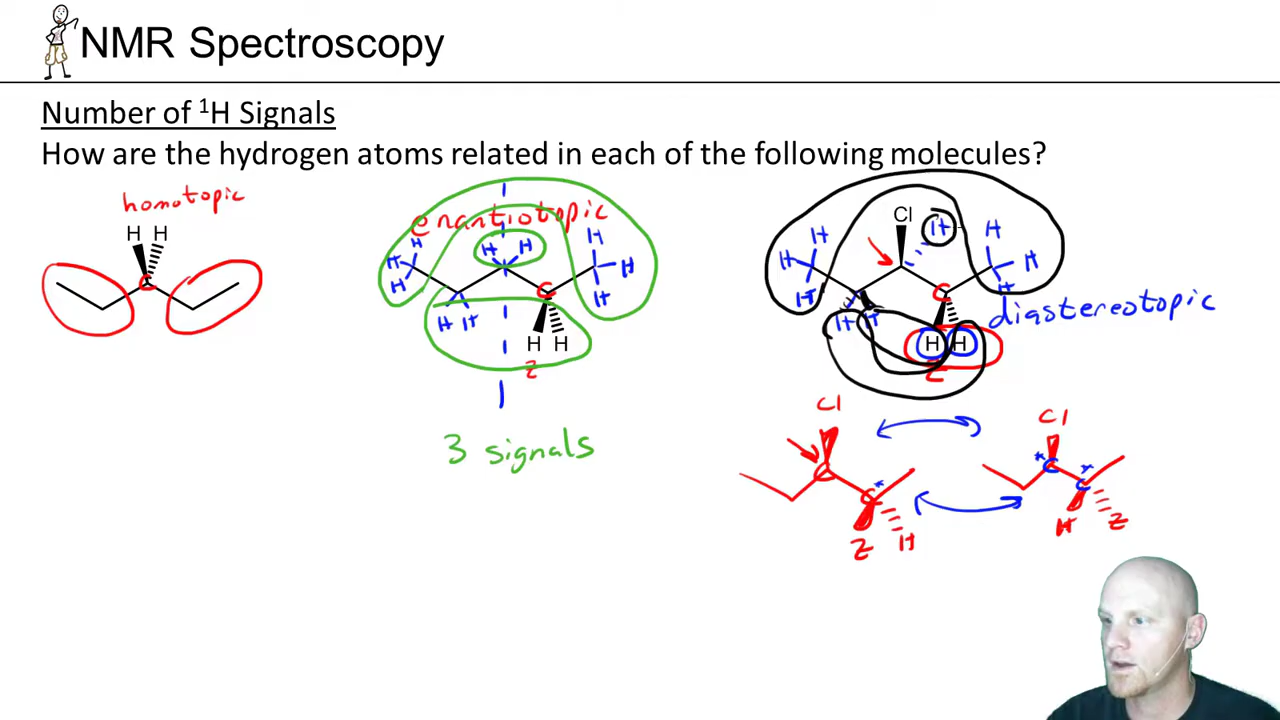 NMR Spectroscopy
Number of ¹H Signals
How are the hydrogen atoms related in each of the following molecules?
homotopic
H H
C
enantiotopic
H H H H H
H H H
C
H H H H
Z
3 signals
Cl H
H H H
H H H
C
H H H H
Z
diastereotopic
Cl
C
C*
Z H
Cl
*C
C*
H Z